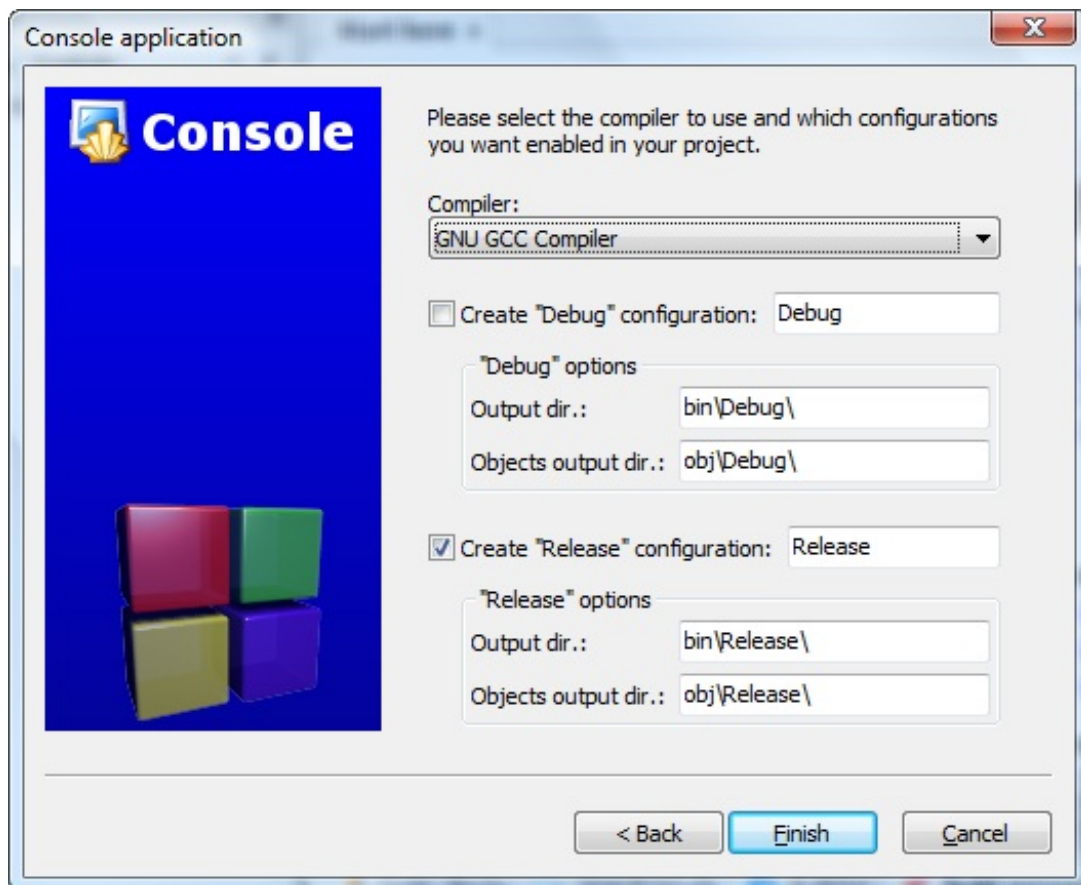 Console application
Console
Please select the compiler to use and which configurations
you want enabled in your project.
Compiler:
GNU GCC Compiler
Create "Debug" configuration: Debug
"Debug" options
Output dir.: bin\Debug\
Objects output dir.: obj\Debug\
Create "Release" configuration: Release
"Release" options
Output dir.: bin\Release\
Objects output dir.: obj\Release\
< Back Finish Cancel